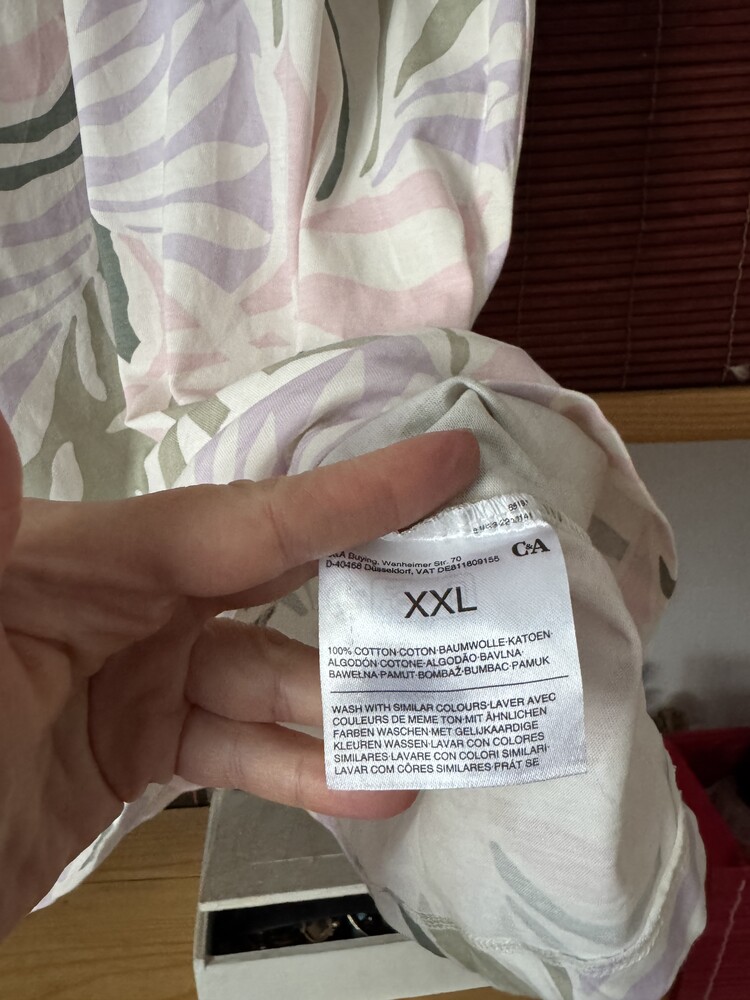 C&A
C&A Buying, Wanheimer Str. 70
D-40468 Düsseldorf, VAT DE811609155
XXL
100% COTTON·COTON·BAUMWOLLE·KATOEN·
ALGODÓN·COTONE·ALGODÃO·BAVLNA·
BAWEŁNA·PAMUT·BOMBAŽ·BUMBAC·PAMUK
WASH WITH SIMILAR COLOURS·LAVER AVEC
COULEURS DE MEME TON·MIT ÄHNLICHEN
FARBEN WASCHEN·MET GELIJKAARDIGE
KLEUREN WASSEN·LAVAR CON COLORES
SIMILARES·LAVARE CON COLORI SIMILARI·
LAVAR COM CÔRES SIMILARES·PRÁT SE